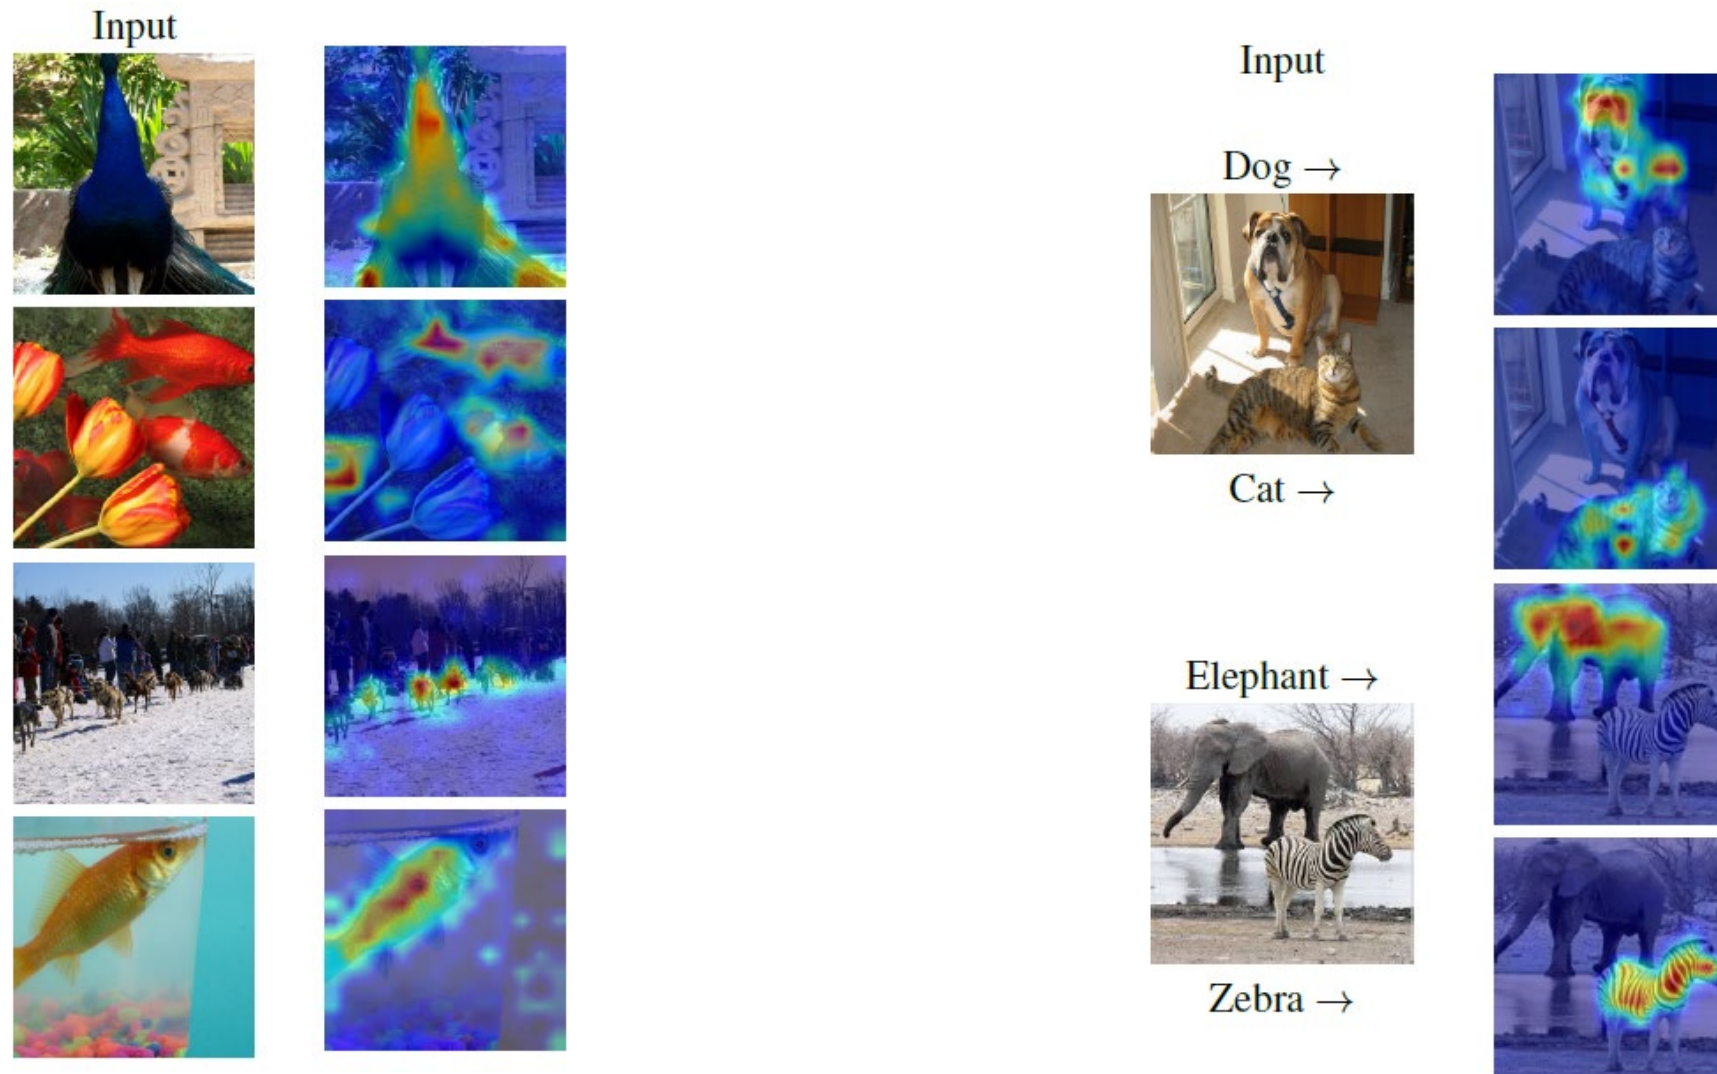 Input
Input
Dog →
Cat →
Elephant →
Zebra →